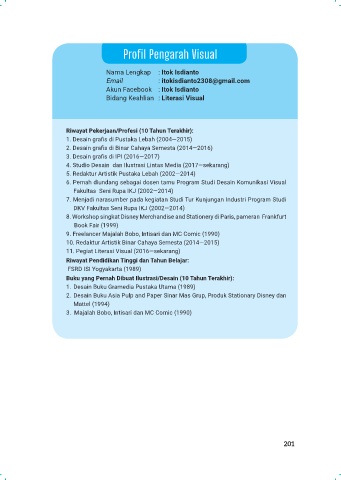 Profil Pengarah Visual
Nama Lengkap : Itok Isdianto
Email : itokisdianto2308@gmail.com
Akun Facebook : Itok Isdianto
Bidang Keahlian : Literasi Visual
Riwayat Pekerjaan/Profesi (10 Tahun Terakhir):
1. Desain grafis di Pustaka Lebah (2004—2015)
2. Desain grafis di Binar Cahaya Semesta (2014—2016)
3. Desain grafis di IPI (2016—2017)
4. Studio Desain dan Ilustrasi Lintas Media (2017—sekarang)
5. Redaktur Artistik Pustaka Lebah (2002—2014)
6. Pernah diundang sebagai dosen tamu Program Studi Desain Komunikasi Visual
Fakultas Seni Rupa IKJ (2002—2014)
7. Menjadi narasumber pada kegiatan Studi Tur Kunjungan Industri Program Studi
DKV Fakultas Seni Rupa IKJ (2002—2014)
8. Workshop singkat Disney Merchandise and Stationery di Paris, pameran Frankfurt
Book Fair (1999)
9. Freelancer Majalah Bobo, Intisari dan MC Comic (1990)
10. Redaktur Artistik Binar Cahaya Semesta (2014—2015)
11. Pegiat Literasi Visual (2016—sekarang)
Riwayat Pendidikan Tinggi dan Tahun Belajar:
FSRD ISI Yogyakarta (1989)
Buku yang Pernah Dibuat Ilustrasi/Desain (10 Tahun Terakhir):
1. Desain Buku Gramedia Pustaka Utama (1989)
2. Desain Buku Asia Pulp and Paper Sinar Mas Grup, Produk Stationary Disney dan
Mattel (1994)
3. Majalah Bobo, Intisari dan MC Comic (1990)
201